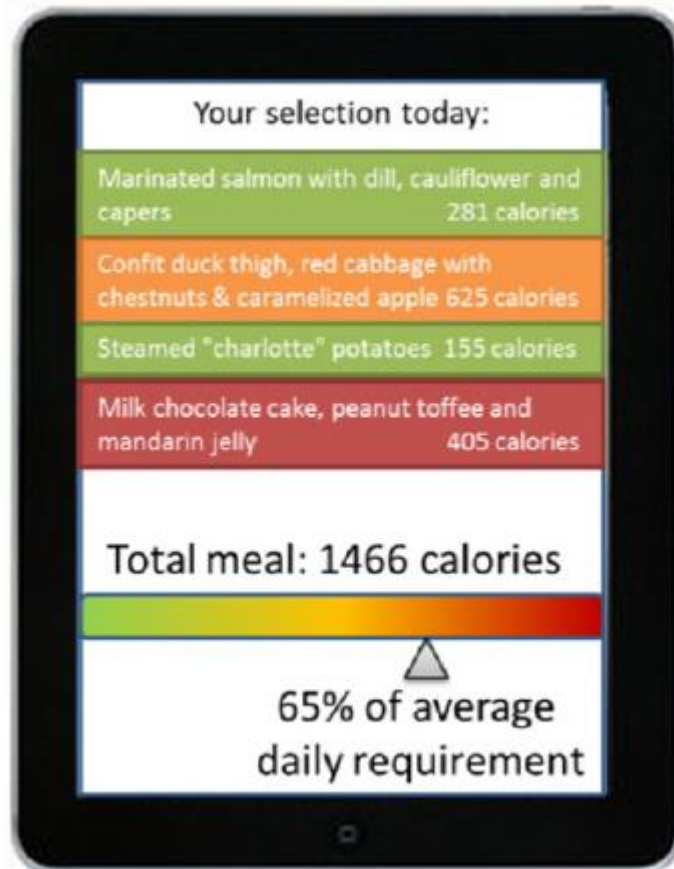 Your selection today:
Marinated salmon with dill, cauliflower and
capers 281 calories
Confit duck thigh, red cabbage with
chestnuts & caramelized apple 625 calories
Steamed "charlotte" potatoes 155 calories
Milk chocolate cake, peanut toffee and
mandarin jelly 405 calories
Total meal: 1466 calories
65% of average
daily requirement